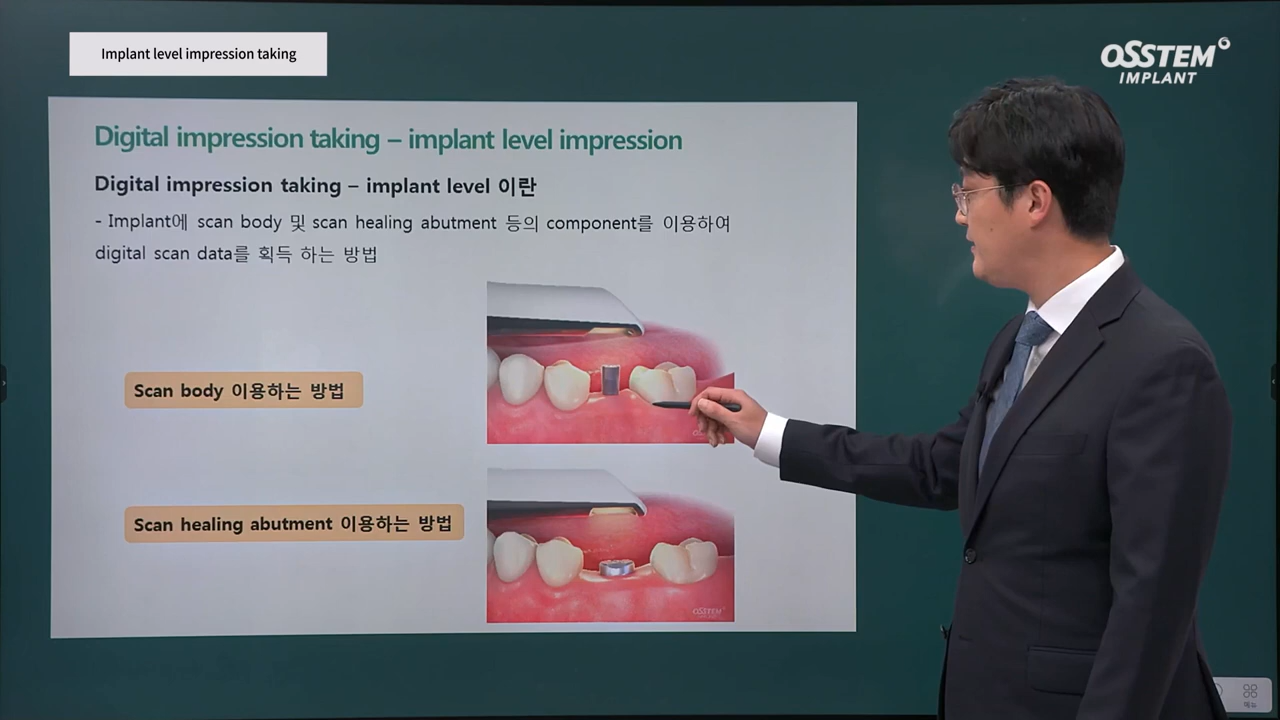 Implant level impression taking
OSSTEM
IMPLANT
Digital impression taking – implant level impression
Digital impression taking – implant level 이란
- Implant에 scan body 및 scan healing abutment 등의 component를 이용하여
digital scan data를 획득 하는 방법
Scan body 이용하는 방법
Scan healing abutment 이용하는 방법
OSSTEM
메뉴